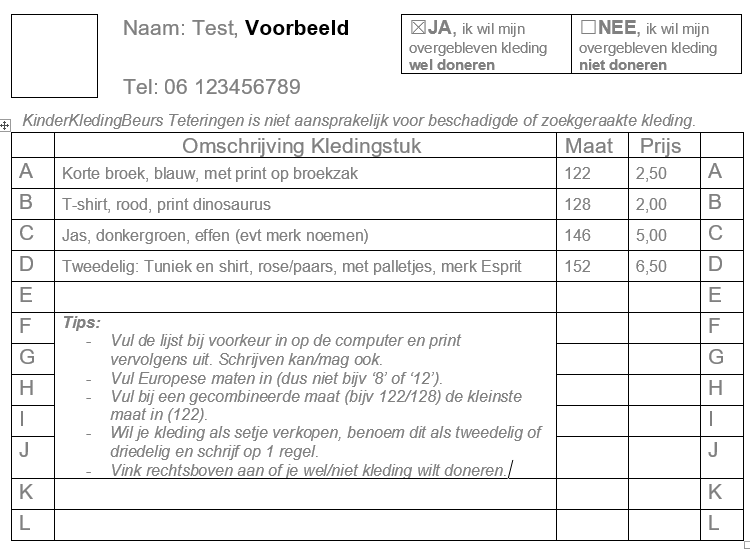 Naam: Test, Voorbeeld
Tel: 06 123456789
☒JA, ik wil mijn
overgebleven kleding
wel doneren
☐NEE, ik wil mijn
overgebleven kleding
niet doneren
KinderKledingBeurs Teteringen is niet aansprakelijk voor beschadigde of zoekgeraakte kleding.
Omschrijving Kledingstuk Maat Prijs
A Korte broek, blauw, met print op broekzak 122 2,50 A
B T-shirt, rood, print dinosaurus 128 2,00 B
C Jas, donkergroen, effen (evt merk noemen) 146 5,00 C
D Tweedelig: Tuniek en shirt, rose/paars, met palletjes, merk Esprit 152 6,50 D
E E
F F
G G
H H
I I
J J
Tips:
- Vul de lijst bij voorkeur in op de computer en print
vervolgens uit. Schrijven kan/mag ook.
- Vul Europese maten in (dus niet bijv ‘8’ of ‘12’).
- Vul bij een gecombineerde maat (bijv 122/128) de kleinste
maat in (122).
- Wil je kleding als setje verkopen, benoem dit als tweedelig of
driedelig en schrijf op 1 regel.
- Vink rechtsboven aan of je wel/niet kleding wilt doneren.
K K
L L